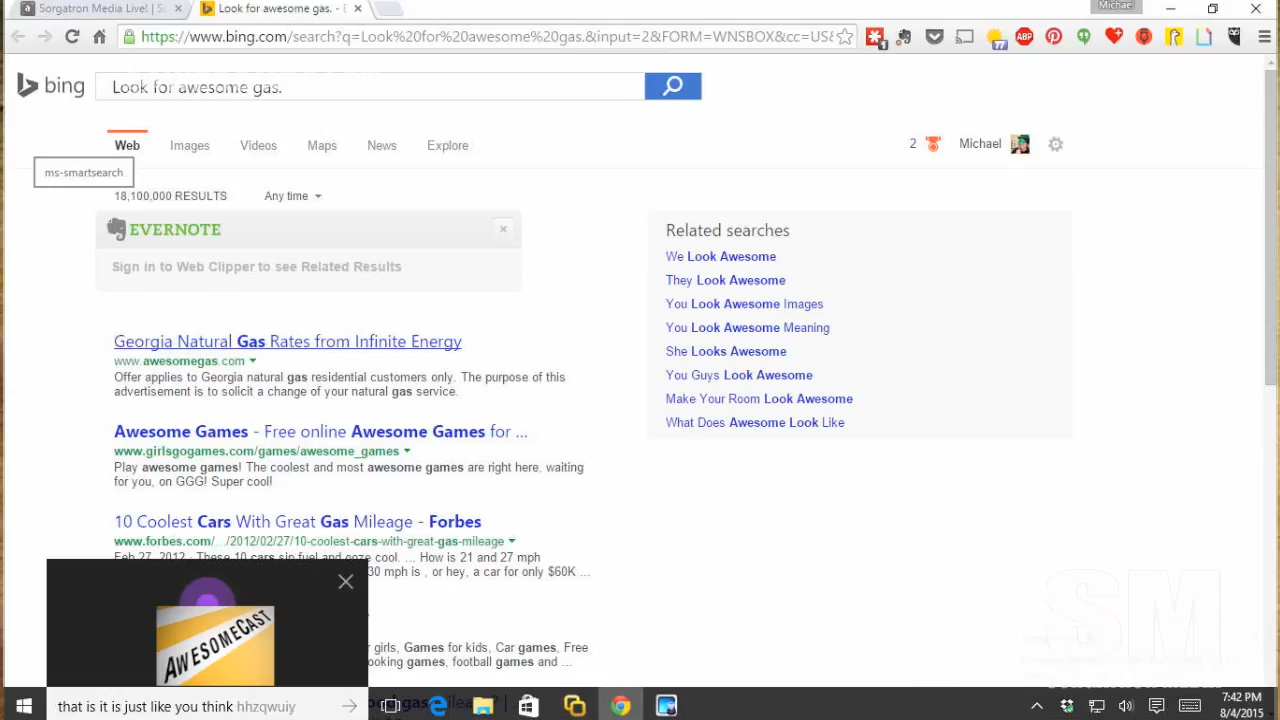 Sorgatron Media Live! | S
Look for awesome gas. - E
Michael
https://www.bing.com/search?q=Look%20for%20awesome%20gas.&input=2&FORM=WNSBOX&cc=US&
1
77
ABP
bing
Look for awesome gas.
Web Images Videos Maps News Explore
2 Michael
ms-smartsearch
18,100,000 RESULTS Any time
EVERNOTE
Sign in to Web Clipper to see Related Results
Georgia Natural Gas Rates from Infinite Energy
www.awesomegas.com
Offer applies to Georgia natural gas residential customers only. The purpose of this
advertisement is to solicit a change of your natural gas service.
Awesome Games - Free online Awesome Games for ...
www.girlsgogames.com/games/awesome_games
Play awesome games! The coolest and most awesome games are right here, waiting
for you, on GGG! Super cool!
10 Coolest Cars With Great Gas Mileage - Forbes
www.forbes.com/.../2012/02/27/10-coolest-cars-with-great-gas-mileage
Feb 27, 2012 · These 10 cars sip fuel and ooze cool. ... How is 21 and 27 mph
30 mph is , or hey, a car for only $60K ...
r girls, Games for kids, Car games, Free
ooking games, football games and ...
Related searches
We Look Awesome
They Look Awesome
You Look Awesome Images
You Look Awesome Meaning
She Looks Awesome
You Guys Look Awesome
Make Your Room Look Awesome
What Does Awesome Look Like
AWESOMECAST
that is it is just like you think hhzqwuiy
SM
7:42 PM
8/4/2015